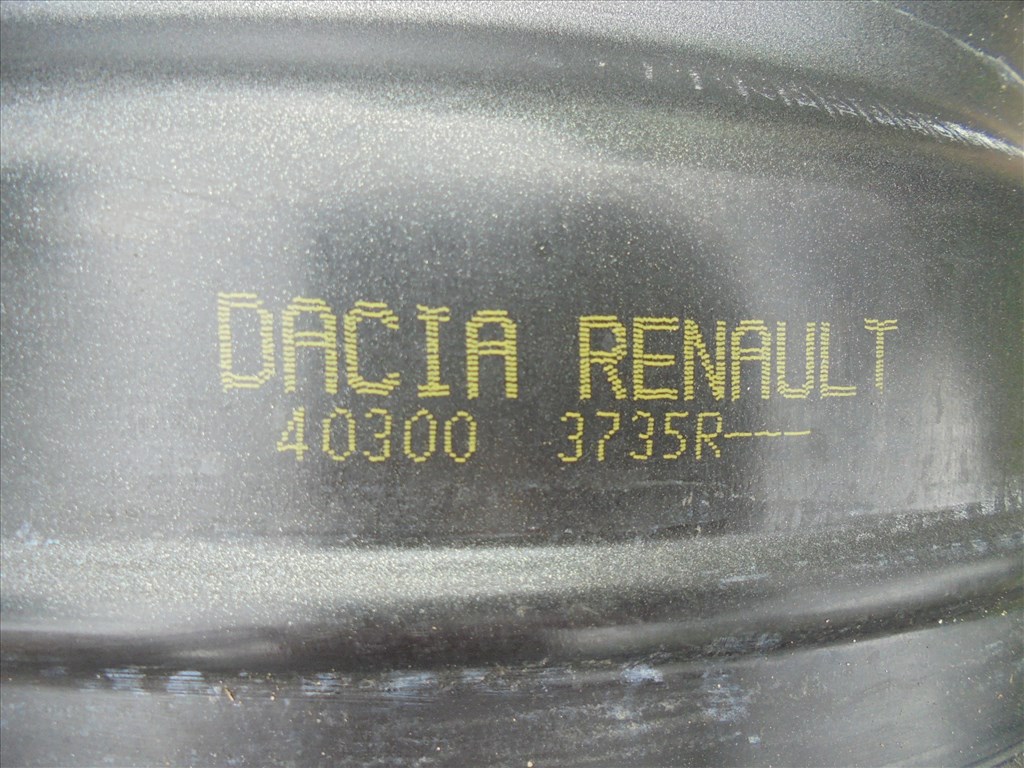 DACIA RENAULT
40300 3735R---